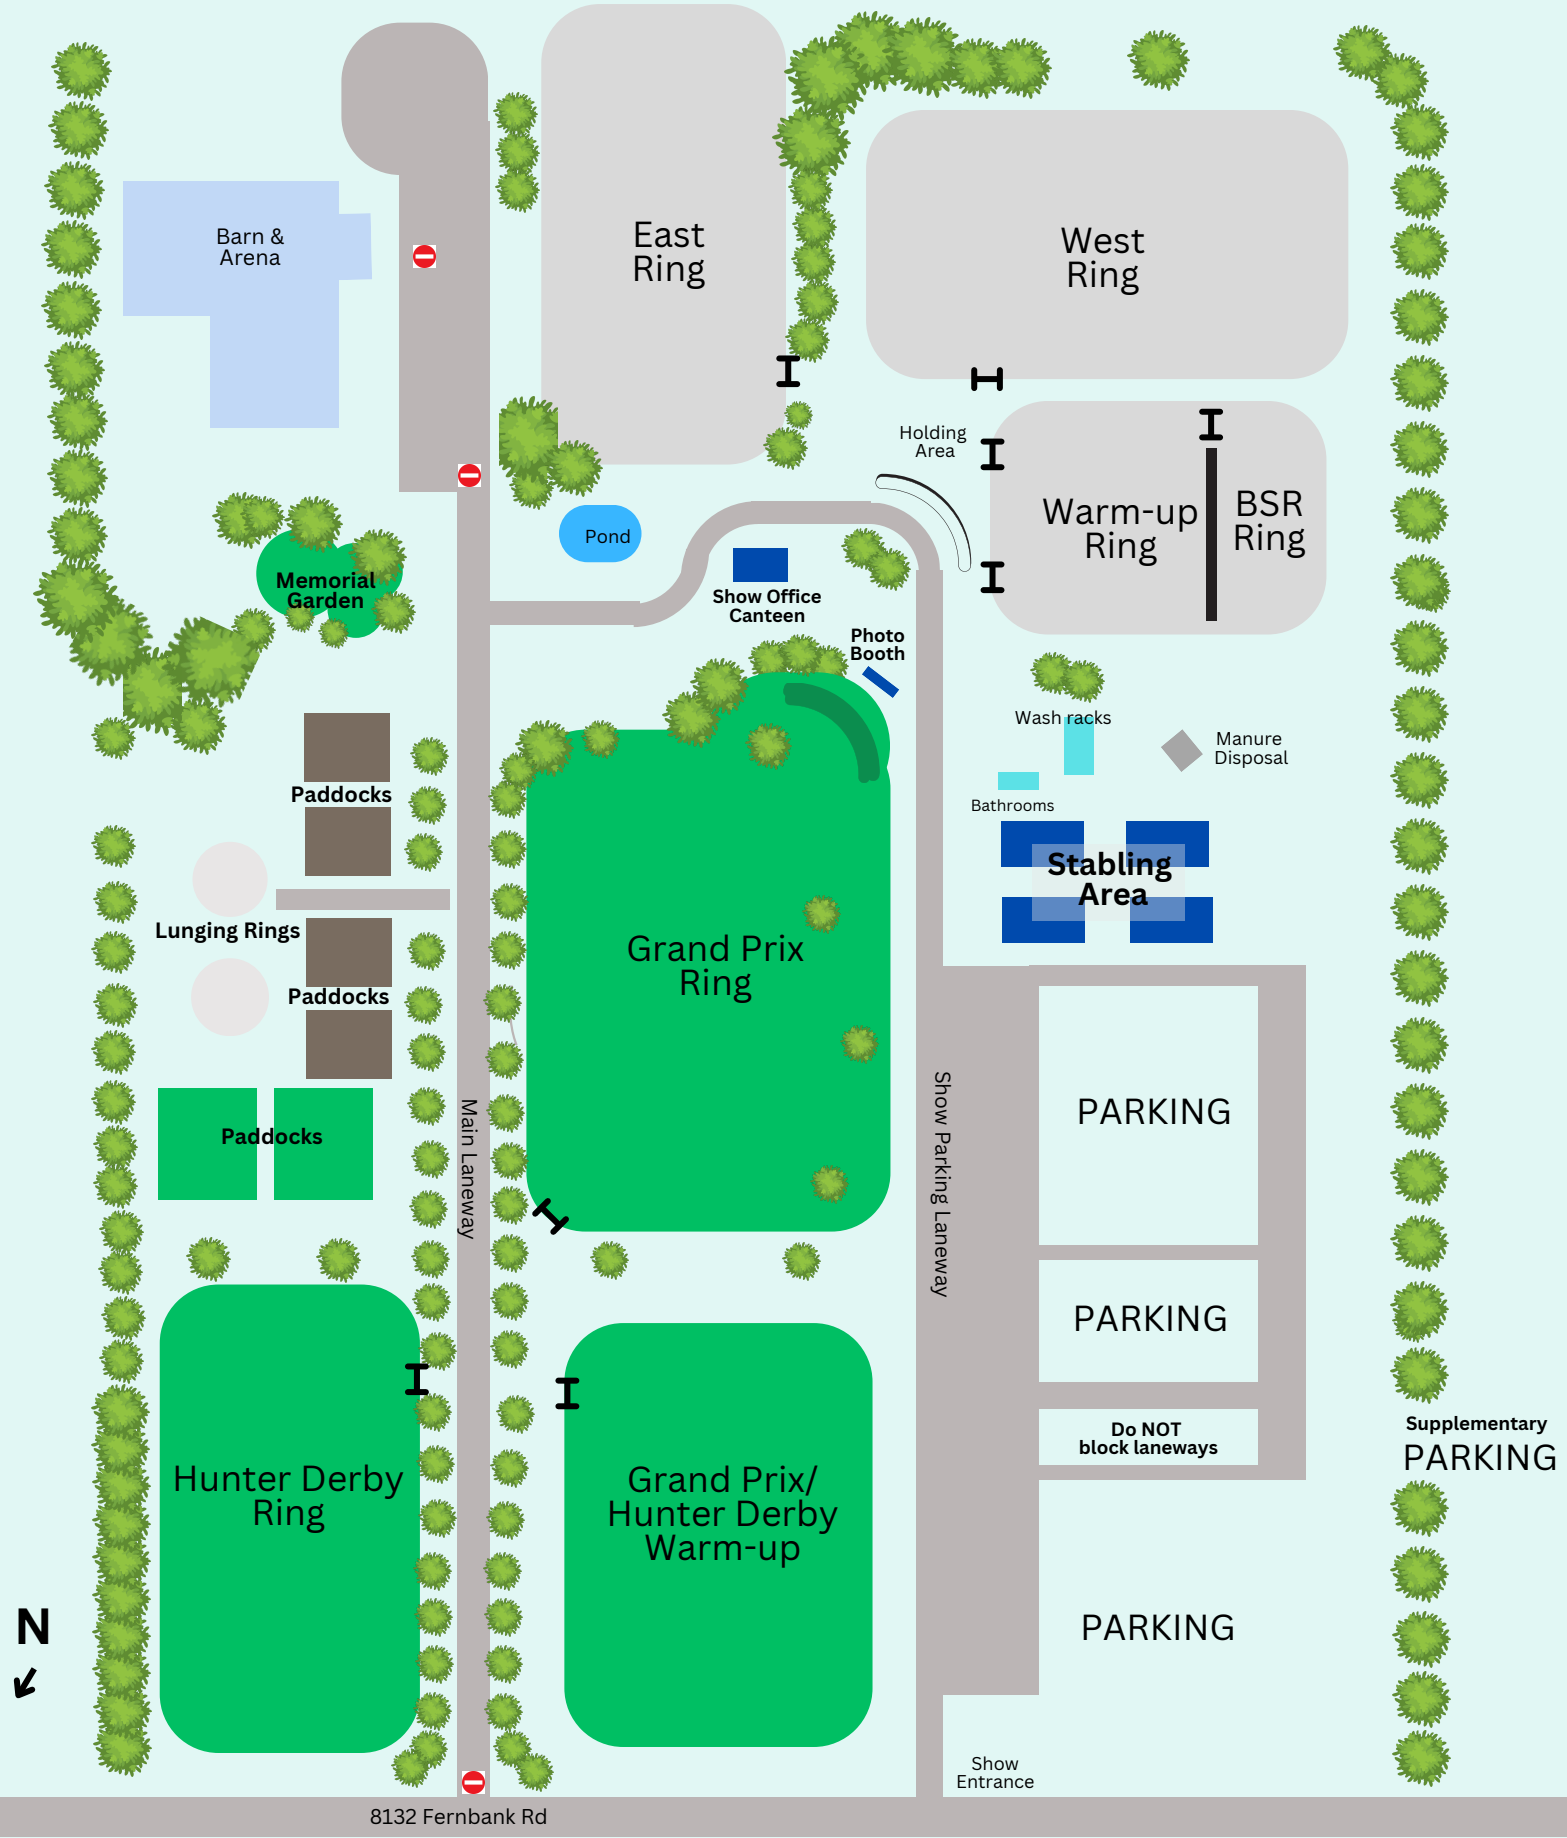 East
Ring
Barn &
Arena
West
Ring
Holding
Area
Warm-up
Ring
BSR
Ring
Pond
Memorial
Garden
Show Office
Canteen
Photo
Booth
Wash racks
Manure
Disposal
Bathrooms
Paddocks
Stabling
Area
Lunging Rings
Paddocks
Grand Prix
Ring
Paddocks
Main Laneway
Show Parking Laneway
PARKING
PARKING
Do NOT
block laneways
Supplementary
PARKING
Hunter Derby
Ring
Grand Prix/
Hunter Derby
Warm-up
PARKING
N
Show
Entrance
8132 Fernbank Rd